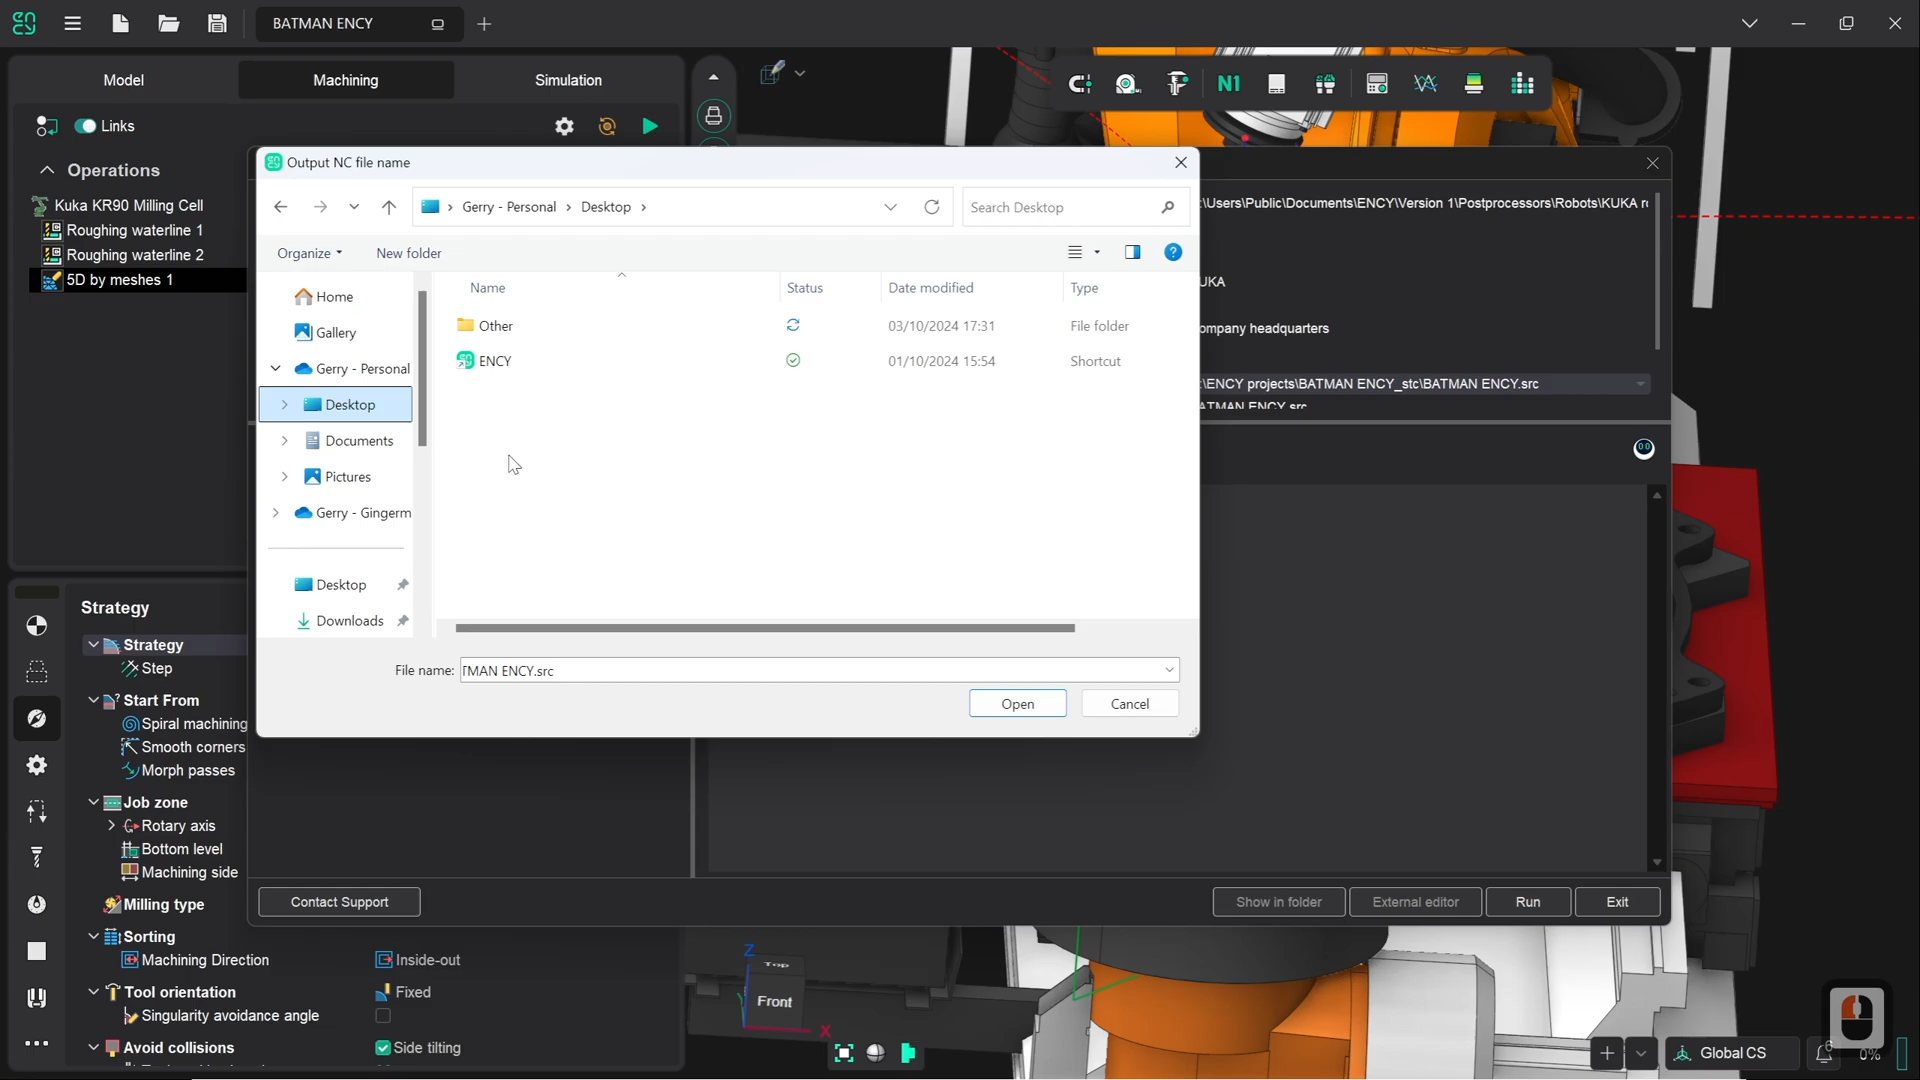 BATMAN ENCY
Model
Machining
Simulation
Links
Operations
Kuka KR90 Milling Cell
Roughing waterline 1
Roughing waterline 2
5D by meshes 1
N1
Output NC file name
Gerry - Personal
Desktop
Search Desktop
Organize
New folder
Name
Status
Date modified
Type
Home
Gallery
Gerry - Personal
Desktop
Documents
Pictures
Gerry - Gingerm
Desktop
Downloads
Other
03/10/2024 17:31
File folder
ENCY
01/10/2024 15:54
Shortcut
File name:
TMAN ENCY.src
Open
Cancel
:\Users\Public\Documents\ENCY\Version 1\Postprocessors\Robots\KUKA ro
UKA
ompany headquarters
:\ENCY projects\BATMAN ENCY_stc\BATMAN ENCY.src
ATMAN ENCY.src
Contact Support
Show in folder
External editor
Run
Exit
Strategy
Strategy
Step
Start From
Spiral machining
Smooth corners
Morph passes
Job zone
Rotary axis
Bottom level
Machining side
Milling type
Sorting
Machining Direction
Inside-out
Tool orientation
Fixed
Singularity avoidance angle
Avoid collisions
Side tilting
Z
Top
Front
Y
X
Global CS
6
0%